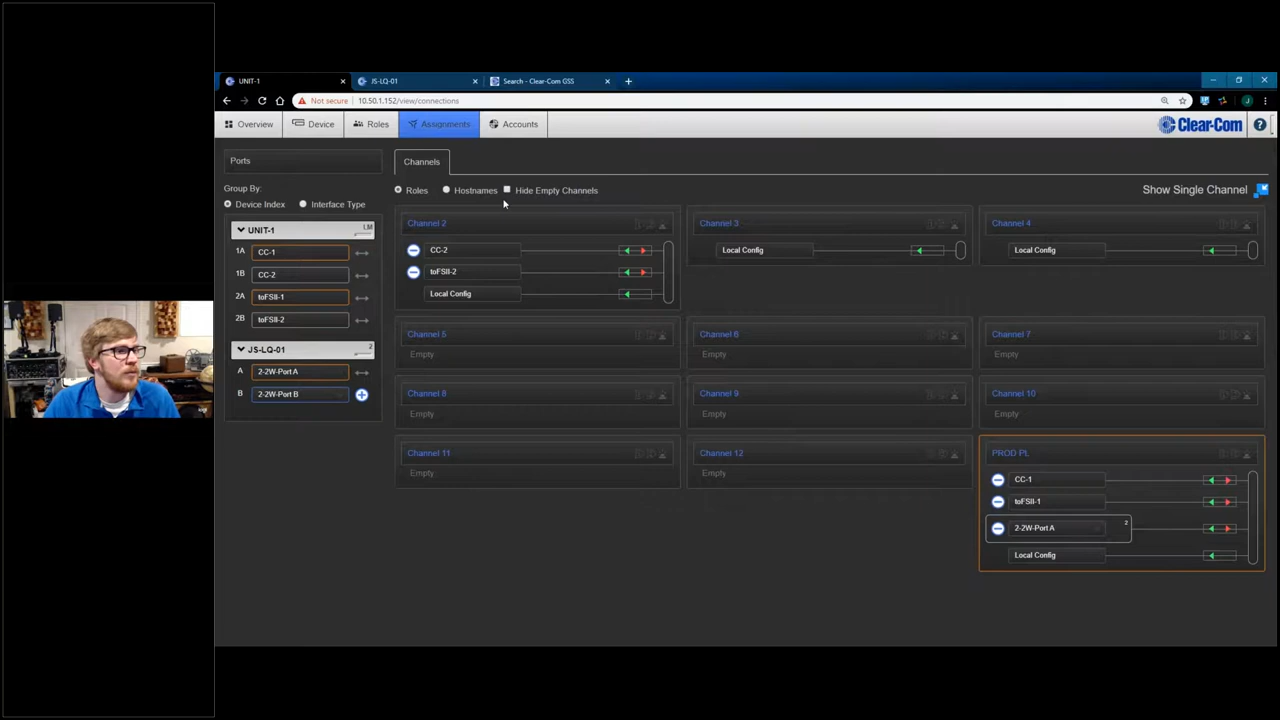 UNIT-1
JS-LQ-01
Search - Clear-Com GSS
Not secure
10.50.1.152/view/connections
J
Overview
Device
Roles
Assignments
Accounts
Clear-Com
?
Ports
Group By:
Device Index
Interface Type
UNIT-1
LM
1A
CC-1
1B
CC-2
2A
toFSII-1
2B
toFSII-2
JS-LQ-01
2
A
2-2W-Port A
B
2-2W-Port B
Channels
Roles
Hostnames
Hide Empty Channels
Show Single Channel
Channel 2
CC-2
toFSII-2
Local Config
Channel 3
Local Config
Channel 4
Local Config
Channel 5
Empty
Channel 6
Empty
Channel 7
Empty
Channel 8
Empty
Channel 9
Empty
Channel 10
Empty
Channel 11
Empty
Channel 12
Empty
PROD PL
CC-1
toFSII-1
2-2W-Port A
2
Local Config